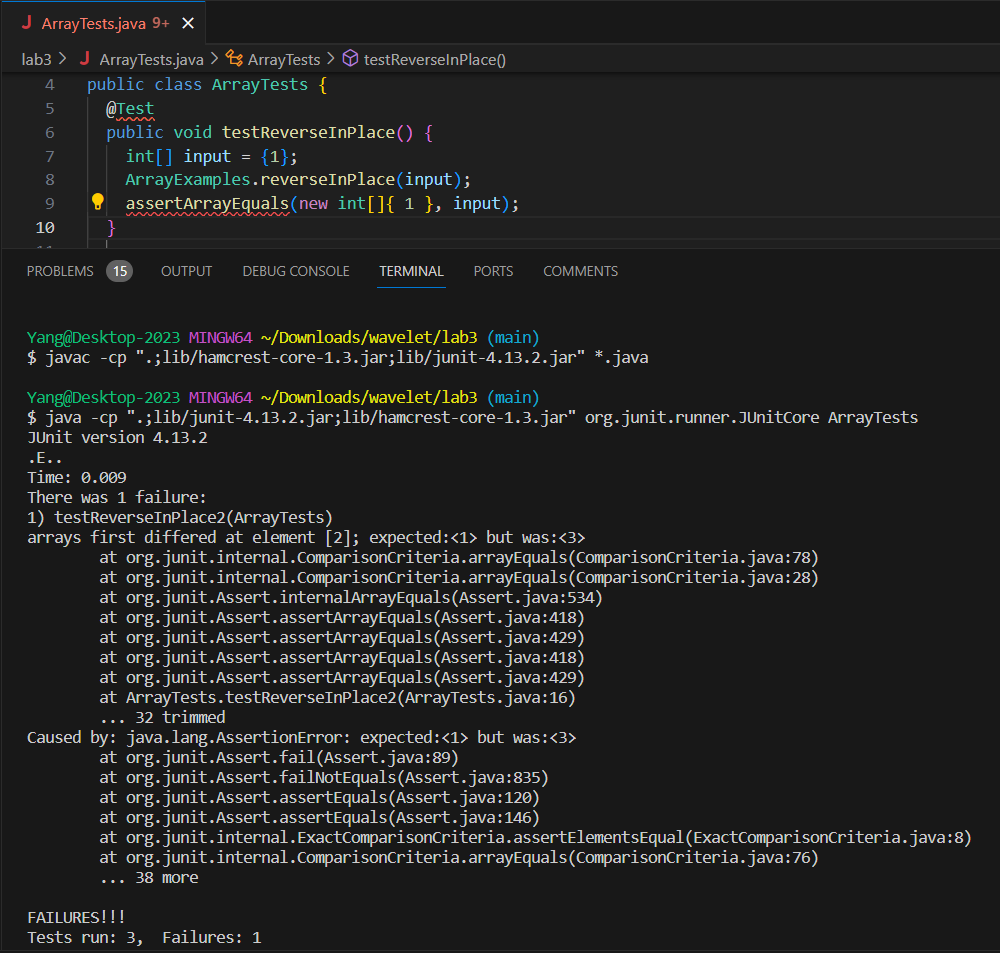 J ArrayTests.java 9+ ×
lab3 > J ArrayTests.java > ArrayTests > testReverseInPlace()
4 public class ArrayTests {
5 @Test
6 public void testReverseInPlace() {
7 int[] input = {1};
8 ArrayExamples.reverseInPlace(input);
9 assertArrayEquals(new int[]{ 1 }, input);
10 }
PROBLEMS 15 OUTPUT DEBUG CONSOLE TERMINAL PORTS COMMENTS
Yang@Desktop-2023 MINGW64 ~/Downloads/wavelet/lab3 (main)
$ javac -cp ".;lib/hamcrest-core-1.3.jar;lib/junit-4.13.2.jar" *.java
Yang@Desktop-2023 MINGW64 ~/Downloads/wavelet/lab3 (main)
$ java -cp ".;lib/junit-4.13.2.jar;lib/hamcrest-core-1.3.jar" org.junit.runner.JUnitCore ArrayTests
JUnit version 4.13.2
.E..
Time: 0.009
There was 1 failure:
1) testReverseInPlace2(ArrayTests)
arrays first differed at element [2]; expected:<1> but was:<3>
at org.junit.internal.ComparisonCriteria.arrayEquals(ComparisonCriteria.java:78)
at org.junit.internal.ComparisonCriteria.arrayEquals(ComparisonCriteria.java:28)
at org.junit.Assert.internalArrayEquals(Assert.java:534)
at org.junit.Assert.assertArrayEquals(Assert.java:418)
at org.junit.Assert.assertArrayEquals(Assert.java:429)
at org.junit.Assert.assertArrayEquals(Assert.java:418)
at org.junit.Assert.assertArrayEquals(Assert.java:429)
at ArrayTests.testReverseInPlace2(ArrayTests.java:16)
... 32 trimmed
Caused by: java.lang.AssertionError: expected:<1> but was:<3>
at org.junit.Assert.fail(Assert.java:89)
at org.junit.Assert.failNotEquals(Assert.java:835)
at org.junit.Assert.assertEquals(Assert.java:120)
at org.junit.Assert.assertEquals(Assert.java:146)
at org.junit.internal.ExactComparisonCriteria.assertElementsEqual(ExactComparisonCriteria.java:8)
at org.junit.internal.ComparisonCriteria.arrayEquals(ComparisonCriteria.java:76)
... 38 more
FAILURES!!!
Tests run: 3,  Failures: 1